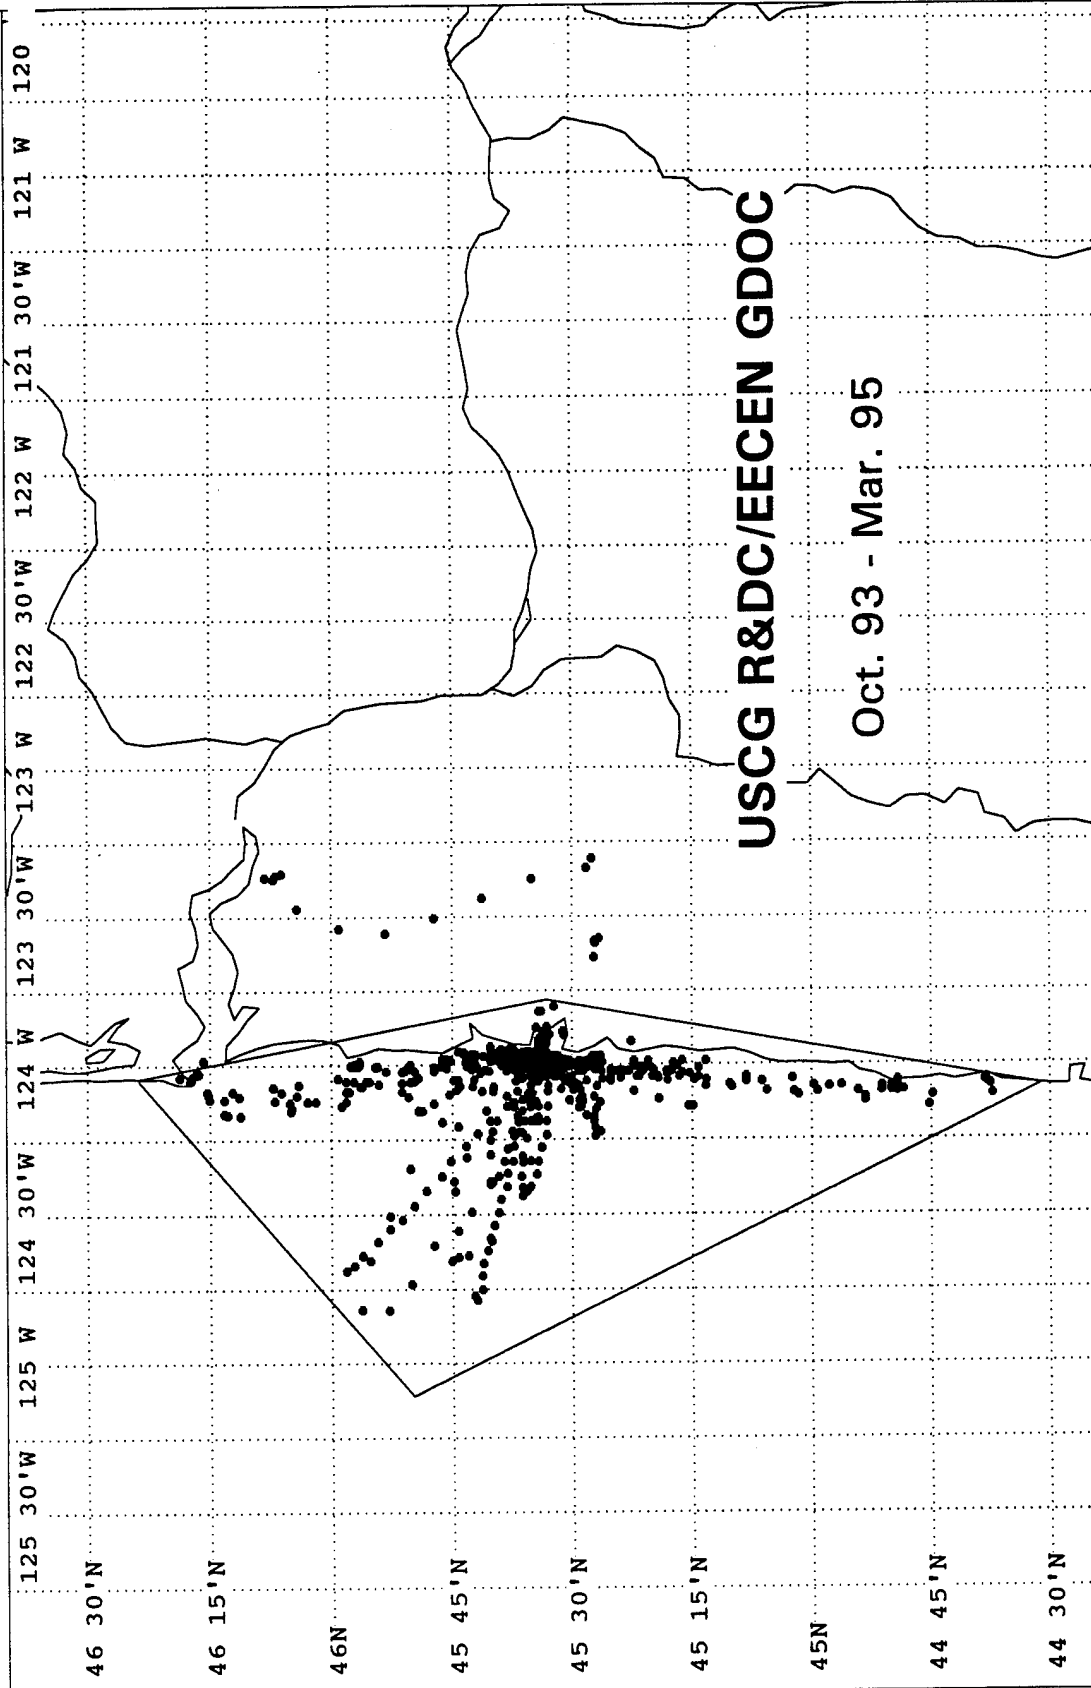 46 30'N
46 15'N
46N
45 45'N
45 30'N
45 15'N
45N
44 45'N
44 30'N
125 30'W
125 W
124 30'W
124 W
123 30'W
123 W
122 30'W
122 W
121 30'W
121 W
120
USCG R&DC/EECEN GDOC
Oct. 93 - Mar. 95